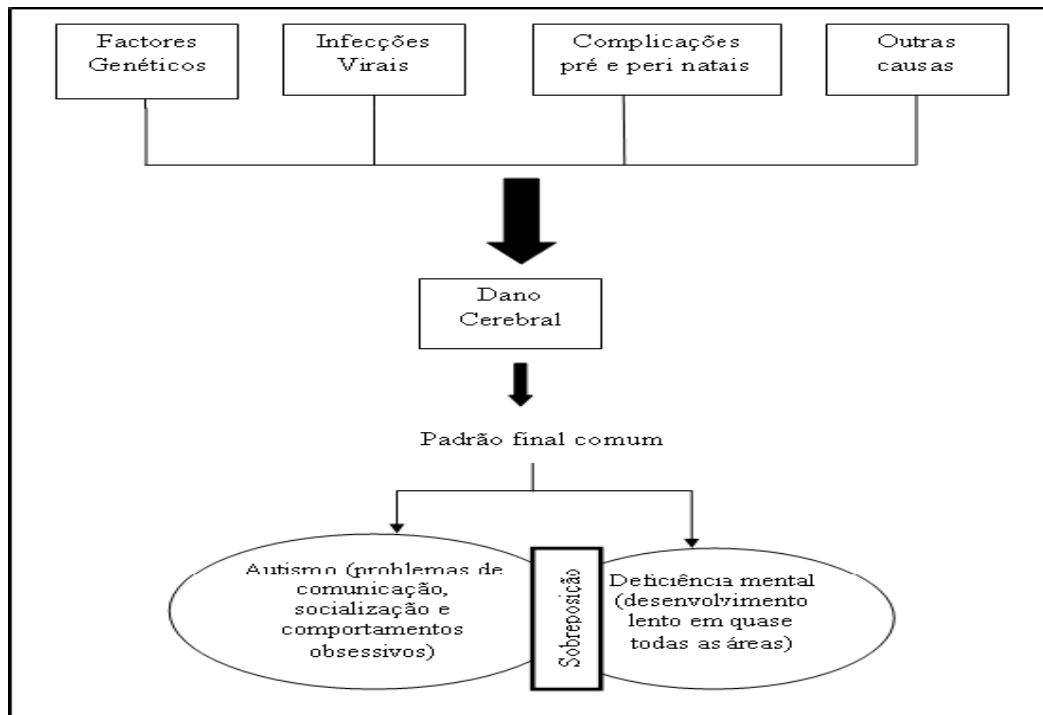 Factores
Genéticos
Infecções
Virais
Complicações
pré e peri natais
Outras
causas
Dano
Cerebral
Padrão final comum
Autismo (problemas de
comunicação,
socialização e
comportamentos
obsessivos)
Sobreposição
Deficiência mental
(desenvolvimento
lento em quase
todas as áreas)